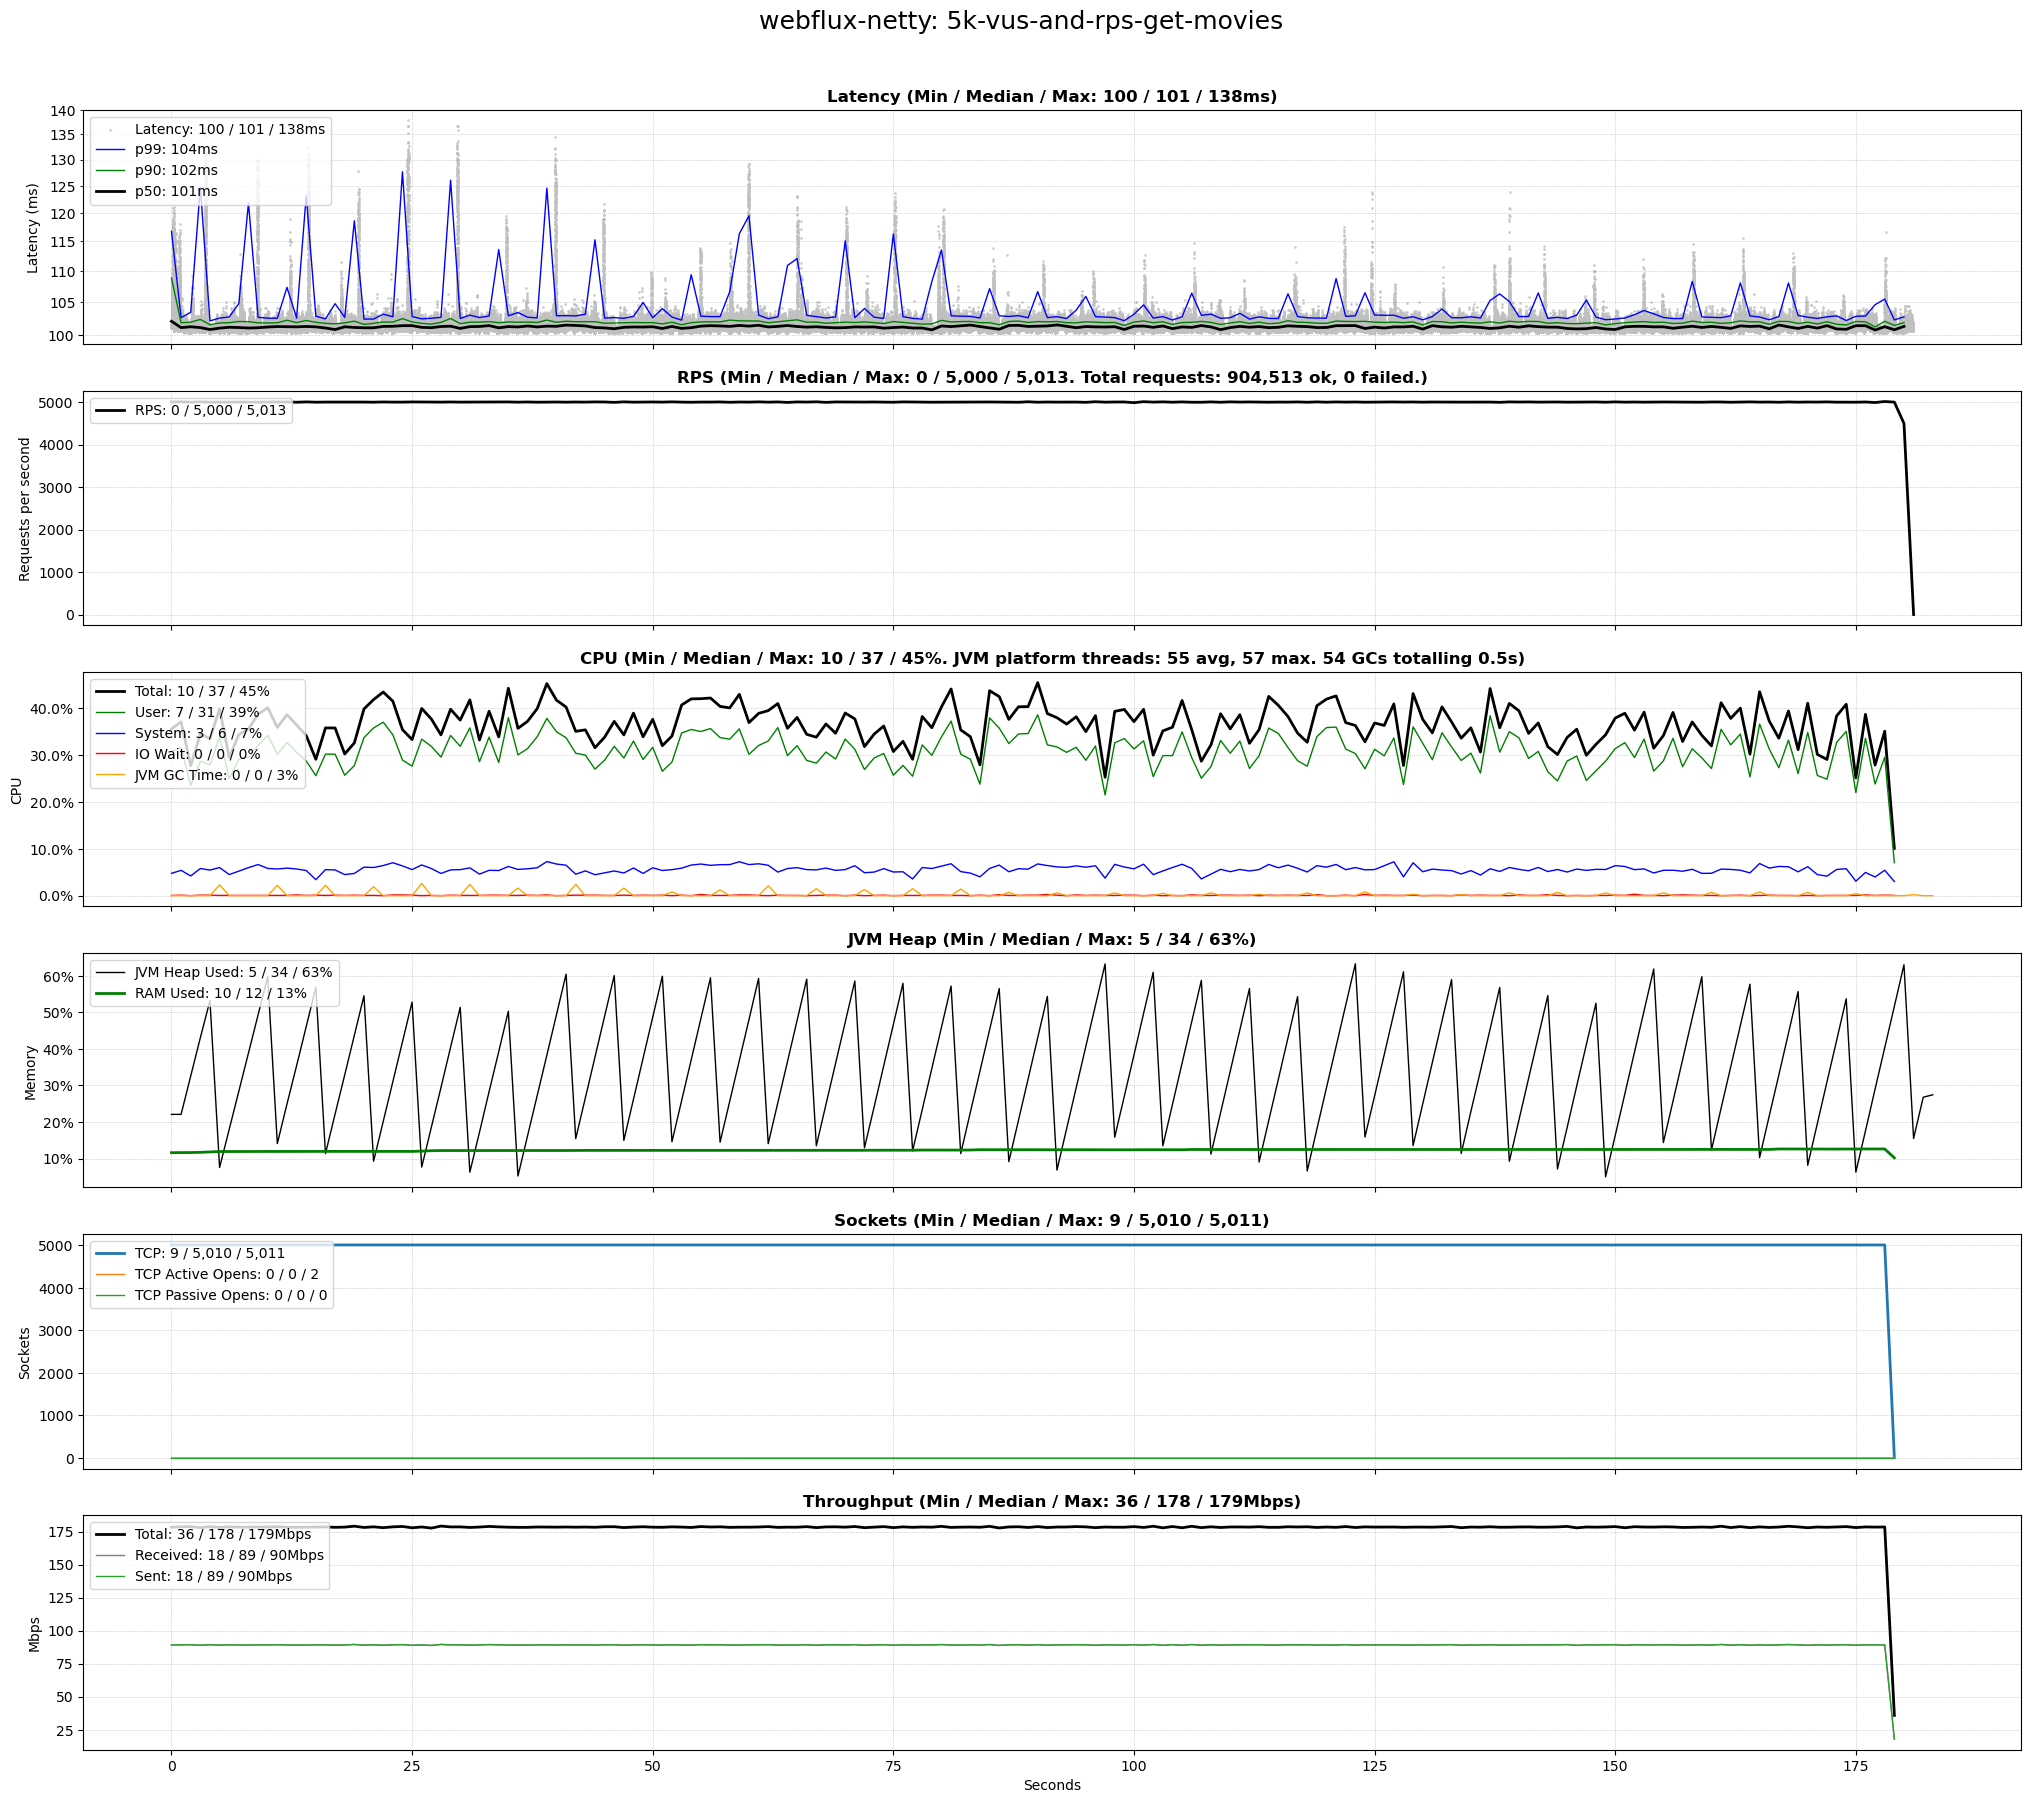 webflux-netty: 5k-vus-and-rps-get-movies
Latency (Min / Median / Max: 100 / 101 / 138ms)
Latency: 100 / 101 / 138ms
p99: 104ms
p90: 102ms
p50: 101ms
Latency (ms)
140
135
130
125
120
115
110
105
100
RPS (Min / Median / Max: 0 / 5,000 / 5,013. Total requests: 904,513 ok, 0 failed.)
RPS: 0 / 5,000 / 5,013
Requests per second
5000
4000
3000
2000
1000
0
CPU (Min / Median / Max: 10 / 37 / 45%. JVM platform threads: 55 avg, 57 max. 54 GCs totalling 0.5s)
Total: 10 / 37 / 45%
User: 7 / 31 / 39%
System: 3 / 6 / 7%
IO Wait: 0 / 0 / 0%
JVM GC Time: 0 / 0 / 3%
CPU
40.0%
30.0%
20.0%
10.0%
0.0%
JVM Heap (Min / Median / Max: 5 / 34 / 63%)
JVM Heap Used: 5 / 34 / 63%
RAM Used: 10 / 12 / 13%
Memory
60%
50%
40%
30%
20%
10%
Sockets (Min / Median / Max: 9 / 5,010 / 5,011)
TCP: 9 / 5,010 / 5,011
TCP Active Opens: 0 / 0 / 2
TCP Passive Opens: 0 / 0 / 0
Sockets
5000
4000
3000
2000
1000
0
Throughput (Min / Median / Max: 36 / 178 / 179Mbps)
Total: 36 / 178 / 179Mbps
Received: 18 / 89 / 90Mbps
Sent: 18 / 89 / 90Mbps
Mbps
175
150
125
100
75
50
25
0 25 50 75 100 125 150 175
Seconds